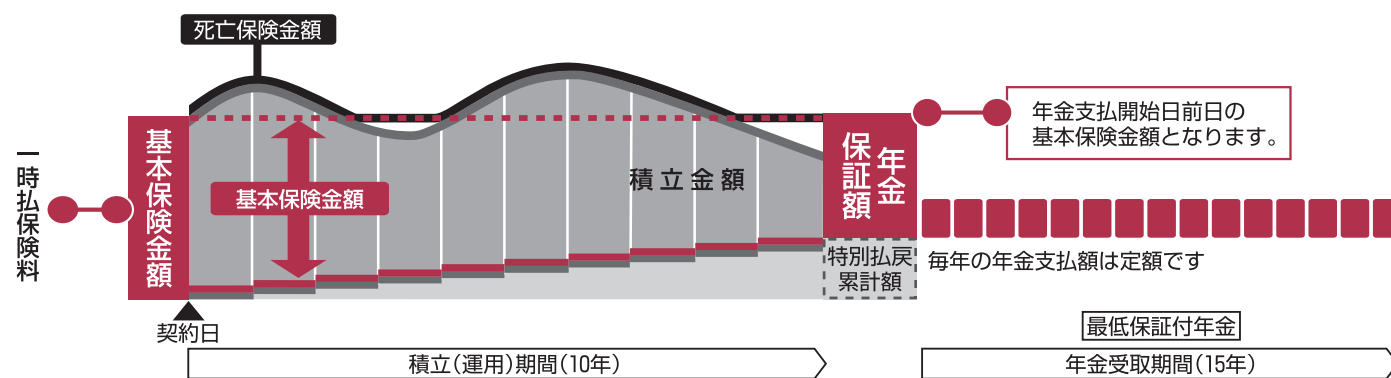 死亡保険金額
一時払保険料
基本保険金額
基本保険金額
積立金額
年金
保証額
年金支払開始日前日の
基本保険金額となります。
特別払戻
累計額
毎年の年金支払額は定額です
契約日
最低保証付年金
積立(運用)期間(10年)
年金受取期間(15年)